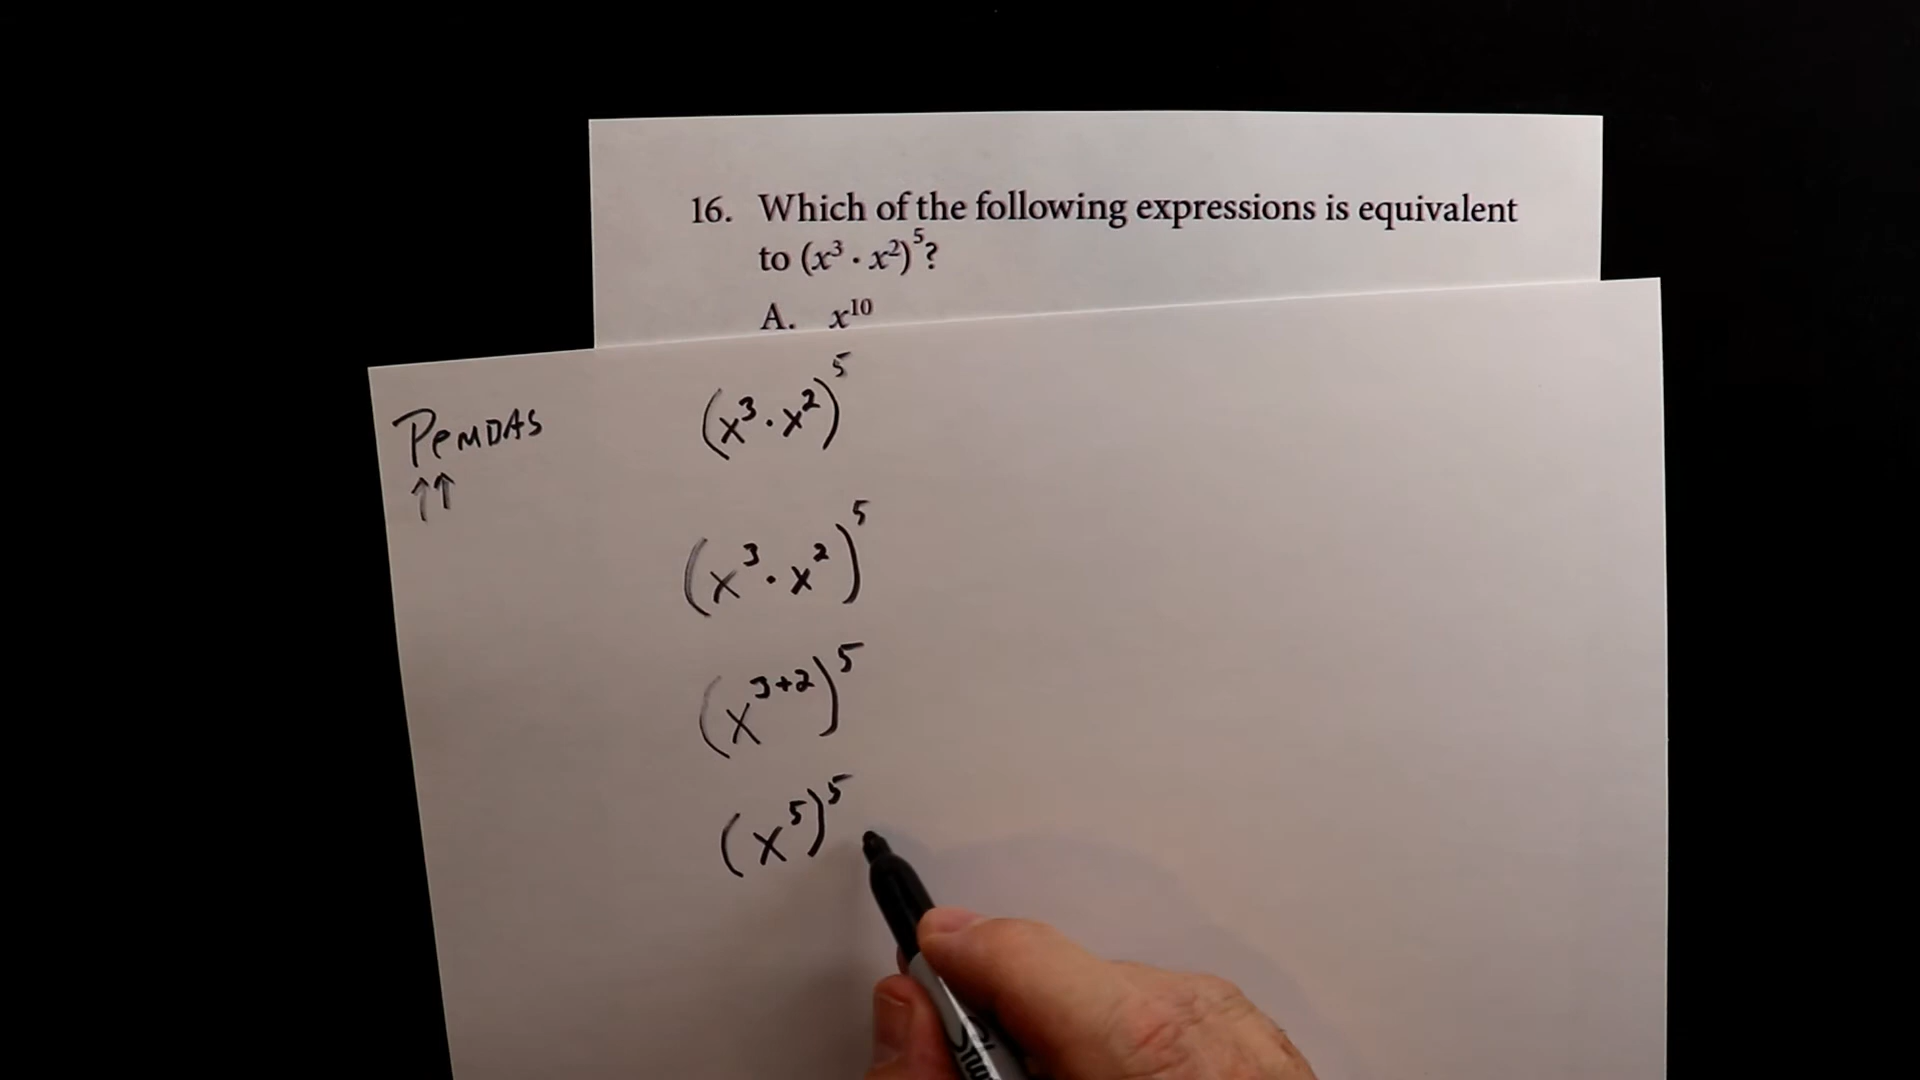 16. Which of the following expressions is equivalent
to (x³ · x²)⁵?
A. x¹⁰
PEMDAS
↑↑
(x³ · x²)⁵
(x³ · x²)⁵
(x³⁺²)⁵
(x⁵)⁵